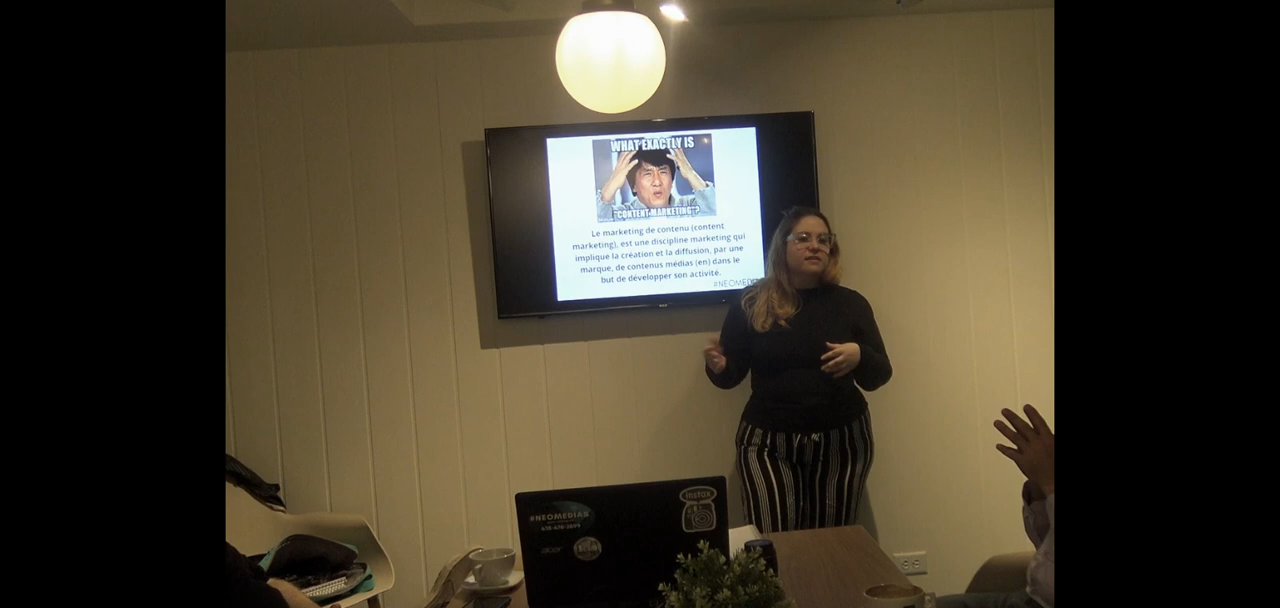 WHAT EXACTLY IS
"CONTENT MARKETING"?
Le marketing de contenu (content
marketing), est une discipline marketing qui
implique la création et la diffusion, par une
marque, de contenus médias (en) dans le
but de développer son activité.
#NEOMEDI
instax
#NEOMEDIAS
acer